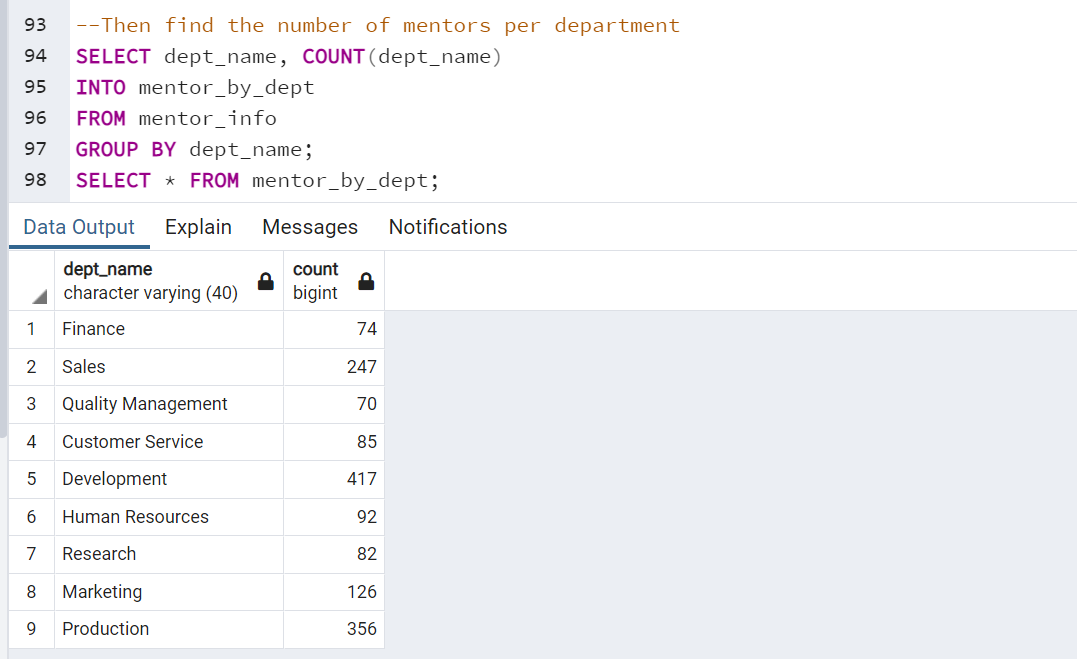 93 --Then find the number of mentors per department
94 SELECT dept_name, COUNT(dept_name)
95 INTO mentor_by_dept
96 FROM mentor_info
97 GROUP BY dept_name;
98 SELECT * FROM mentor_by_dept;
Data Output Explain Messages Notifications
dept_name count
character varying (40) bigint
1 Finance 74
2 Sales 247
3 Quality Management 70
4 Customer Service 85
5 Development 417
6 Human Resources 92
7 Research 82
8 Marketing 126
9 Production 356